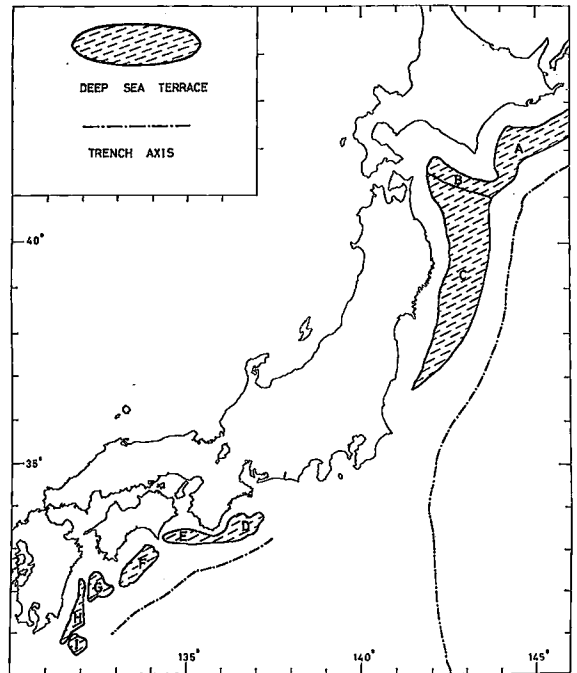 DEEP SEA TERRACE
TRENCH AXIS
A
B
40°
C
35°
D
E
F
G
H
I
135°
140°
145°